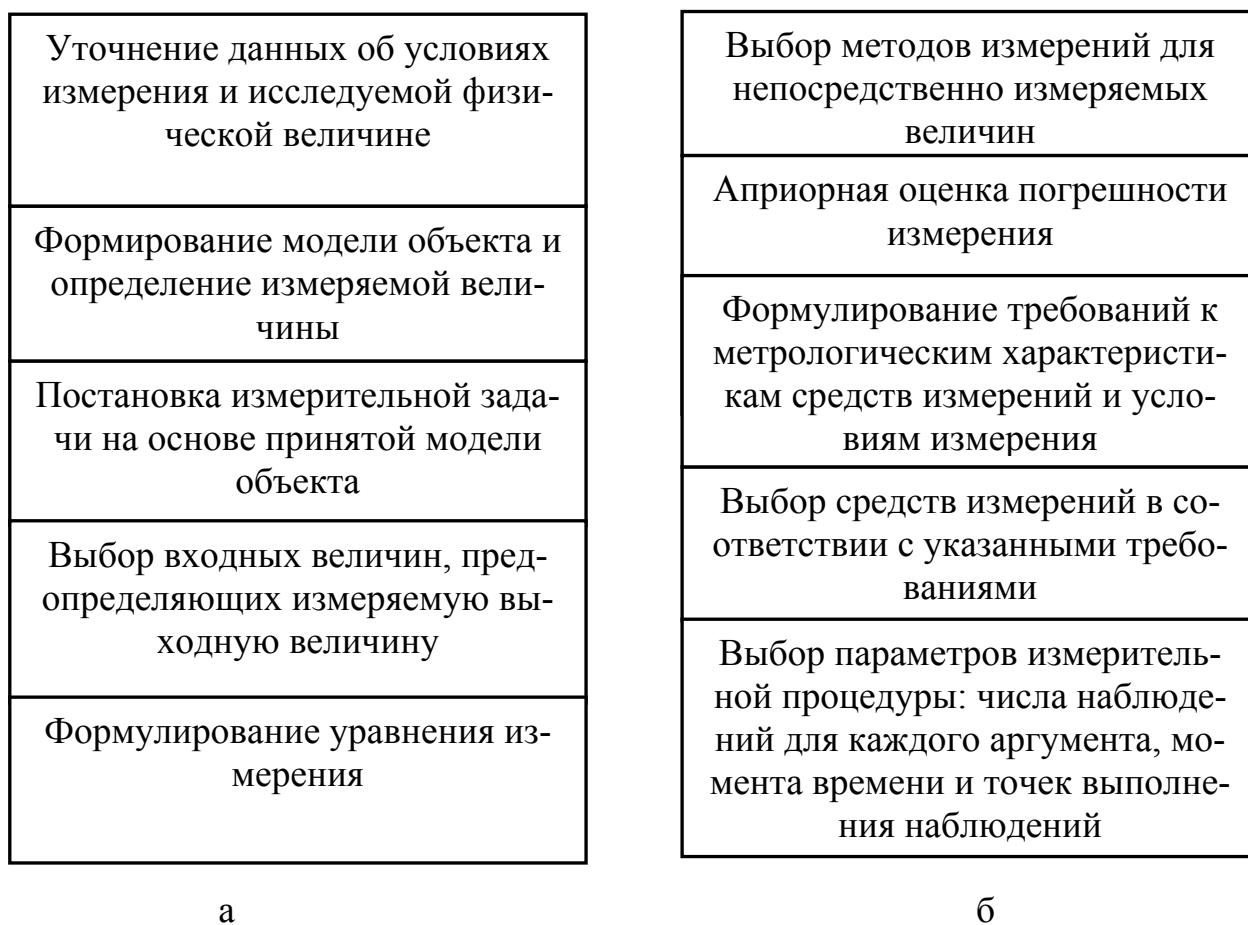 Уточнение данных об условиях
измерения и исследуемой физи-
ческой величине
Формирование модели объекта и
определение измеряемой вели-
чины
Постановка измерительной зада-
чи на основе принятой модели
объекта
Выбор входных величин, пред-
определяющих измеряемую вы-
ходную величину
Формулирование уравнения из-
мерения
а
Выбор методов измерений для
непосредственно измеряемых
величин
Априорная оценка погрешности
измерения
Формулирование требований к
метрологическим характеристи-
кам средств измерений и усло-
виям измерения
Выбор средств измерений в со-
ответствии с указанными требо-
ваниями
Выбор параметров измеритель-
ной процедуры: числа наблюде-
ний для каждого аргумента, мо-
мента времени и точек выполне-
ния наблюдений
б